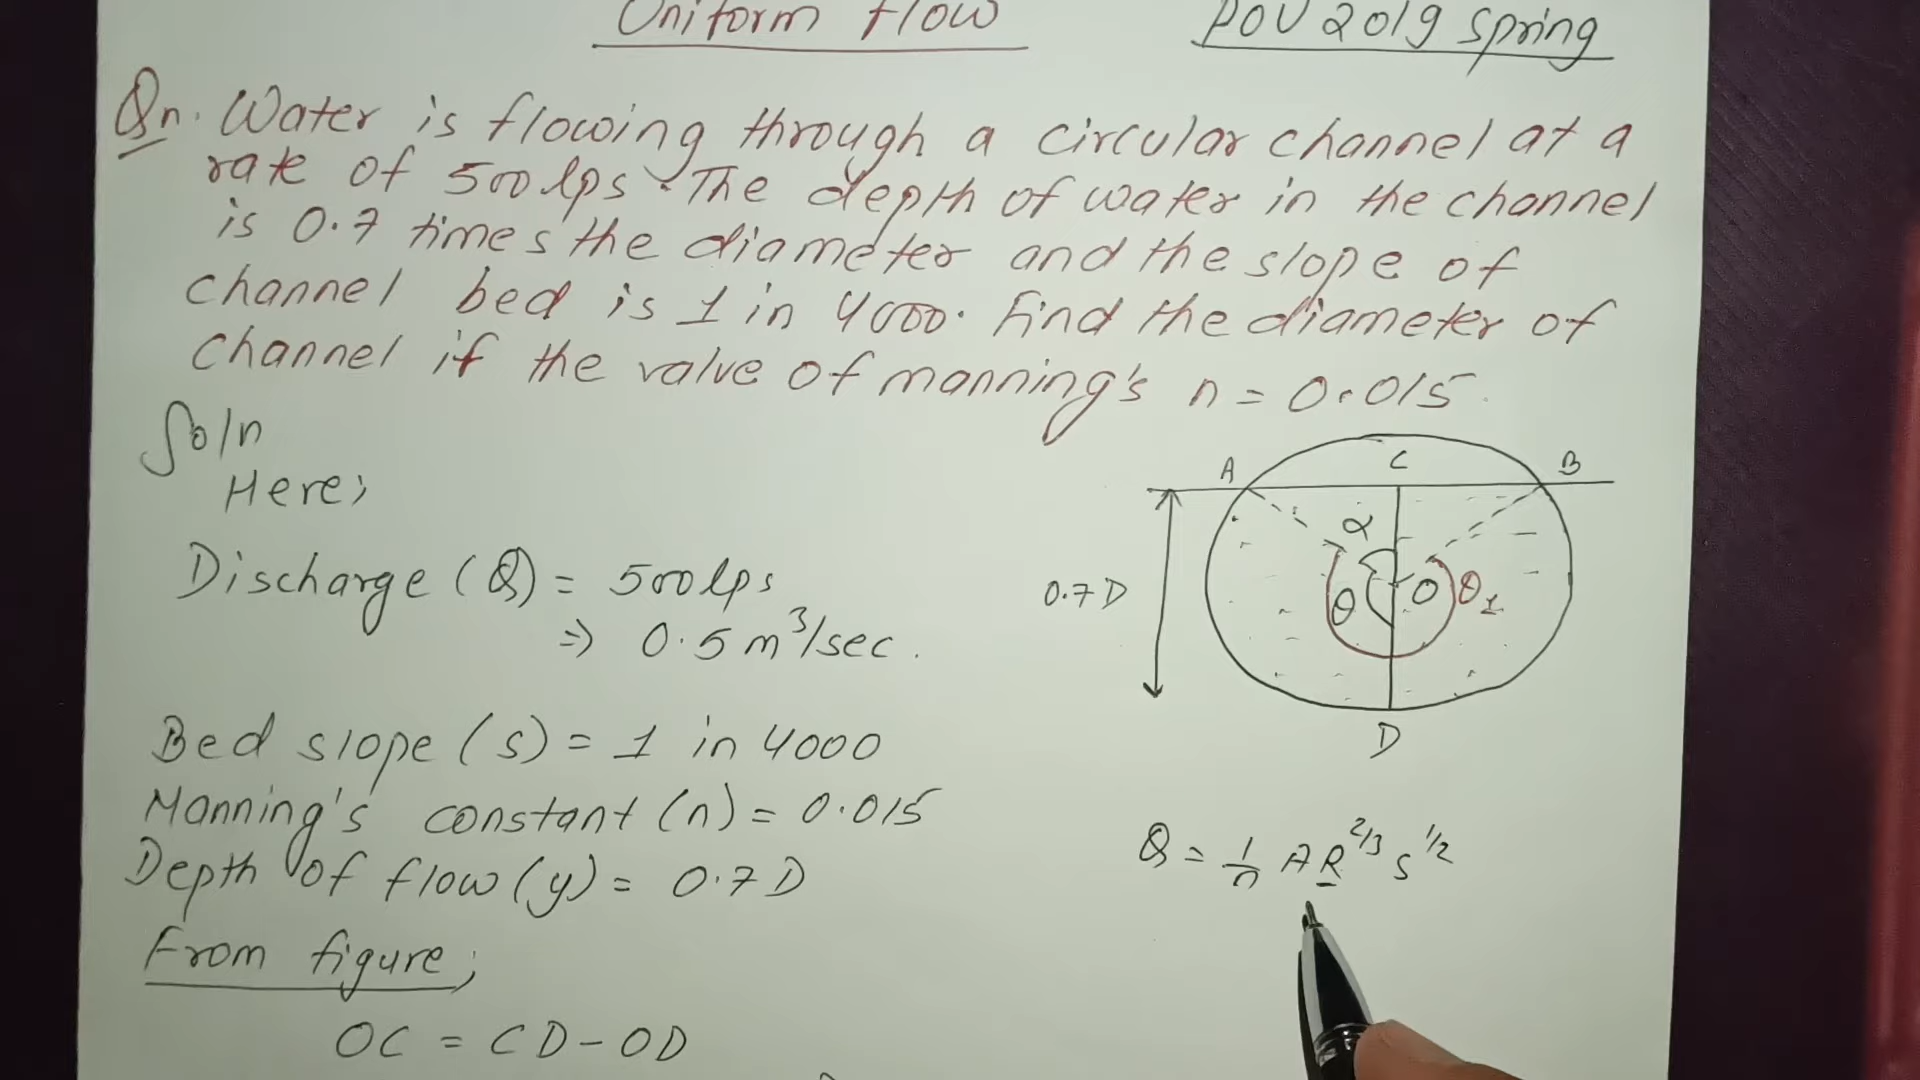 Uniform flow
POU 2019 Spring
Qn. Water is flowing through a circular channel at a
rate of 500 lps. The depth of water in the channel
is 0.7 times the diameter and the slope of
channel bed is 1 in 4000. Find the diameter of
channel if the value of manning's n = 0.015.
Soln
Here;
Discharge (Q) = 500 lps
=> 0.5 m³/sec.
Bed slope (s) = 1 in 4000
Manning's constant (n) = 0.015
Depth of flow (y) = 0.7 D
From figure;
OC = CD - OD
A C B
α
0.7 D
θ O θ₁
D
Q = 1/n A R^2/3 s^1/2